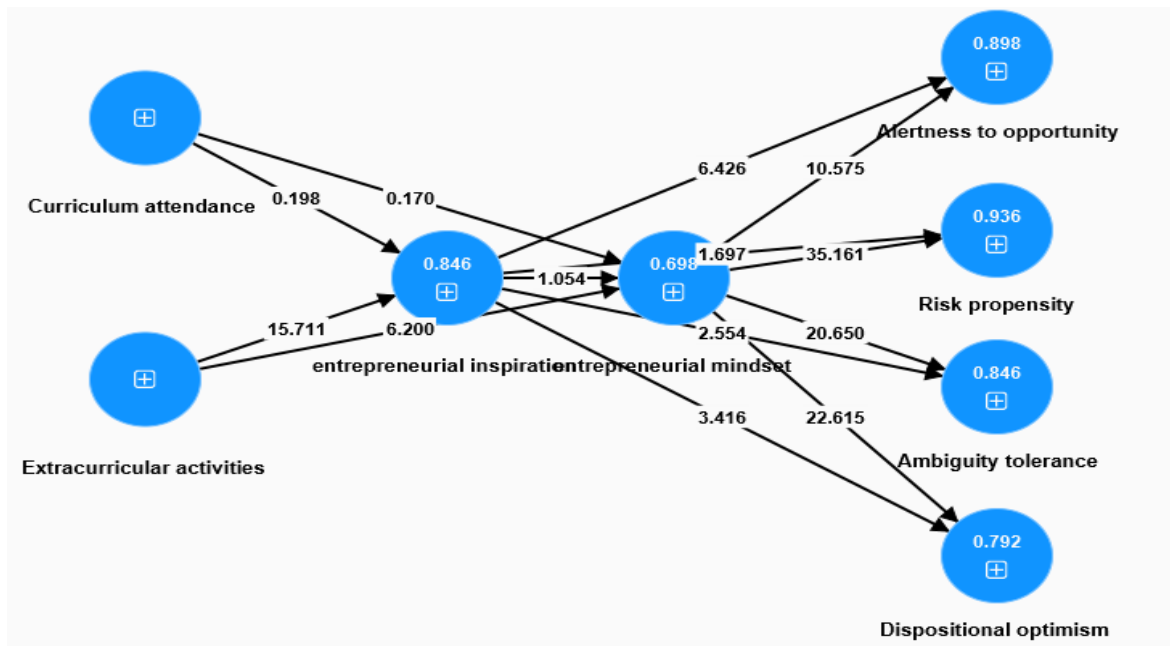 0.898
Alertness to opportunity
6.426
10.575
Curriculum attendance
0.198
0.170
0.936
1.697
35.161
Risk propensity
0.846
1.054
0.698
15.711
6.200
2.554
20.650
entrepreneurial inspiration
entrepreneurial mindset
0.846
Ambiguity tolerance
3.416
22.615
Extracurricular activities
0.792
Dispositional optimism